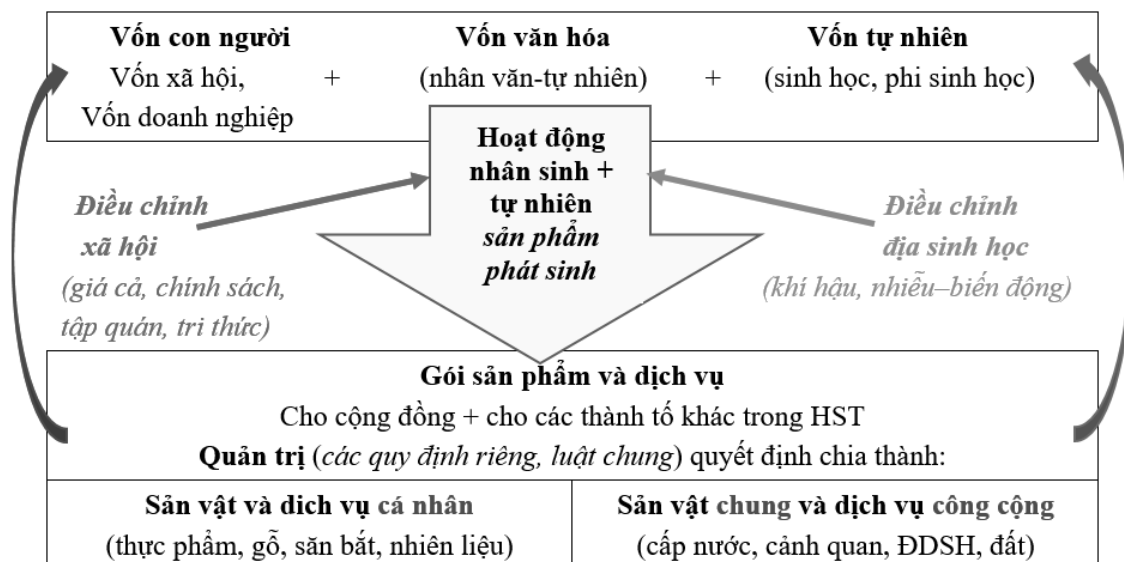 Vốn con người
Vốn xã hội,
Vốn doanh nghiệp
+
Vốn văn hóa
(nhân văn-tự nhiên)
+
Vốn tự nhiên
(sinh học, phi sinh học)
Hoạt động
nhân sinh +
tự nhiên
sản phẩm
phát sinh
Điều chỉnh
xã hội
(giá cả, chính sách,
tập quán, tri thức)
Điều chỉnh
địa sinh học
(khí hậu, nhiễu–biến động)
Gói sản phẩm và dịch vụ
Cho cộng đồng + cho các thành tố khác trong HST
Quản trị (các quy định riêng, luật chung) quyết định chia thành:
Sản vật và dich vụ cá nhân
(thực phẩm, gỗ, săn bắt, nhiên liệu)
Sản vật chung và dịch vụ công cộng
(cấp nước, cảnh quan, ĐDSH, đất)